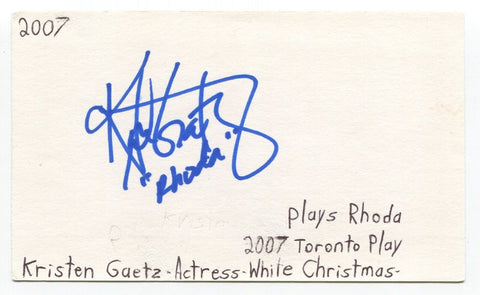 2007
"Rhoda"
plays Rhoda
2007 Toronto Play
Kristen Gaetz-Actress-White Christmas-